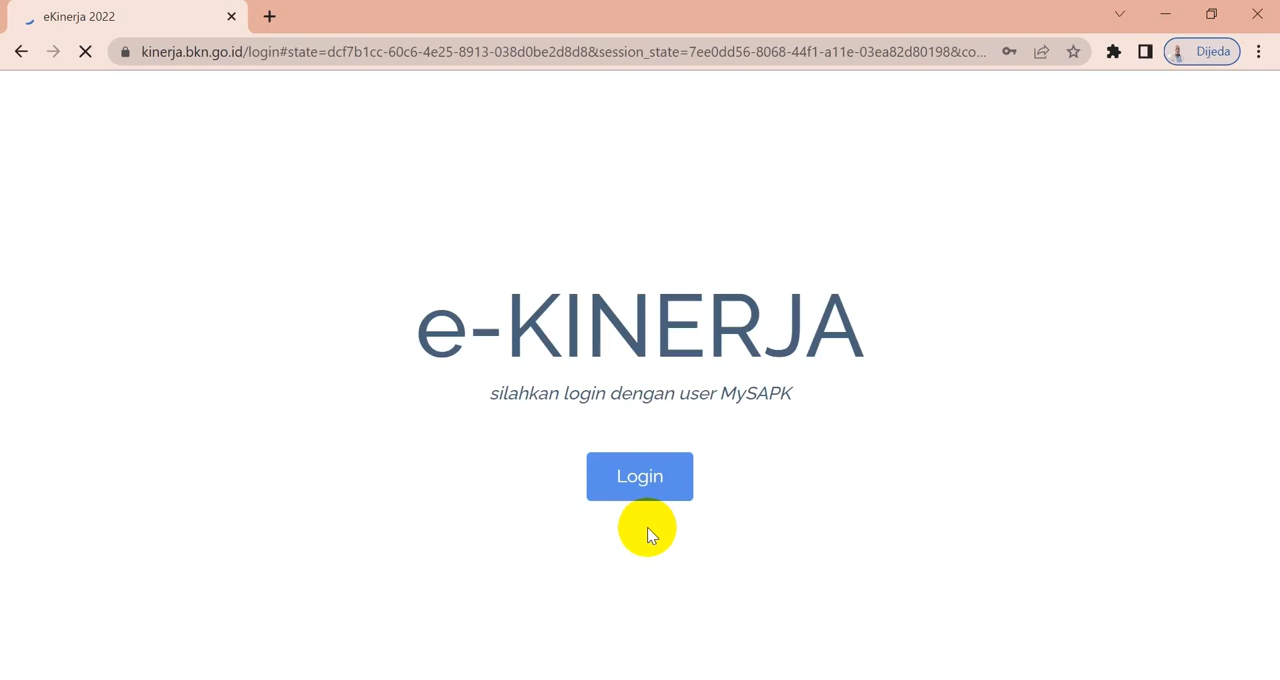 eKinerja 2022
kinerja.bkn.go.id/login#state=dcf7b1cc-60c6-4e25-8913-038d0be2d8d8&session_state=7ee0dd56-8068-44f1-a11e-03ea82d80198&co...
Dijeda
e-KINERJA
silahkan login dengan user MySAPK
Login